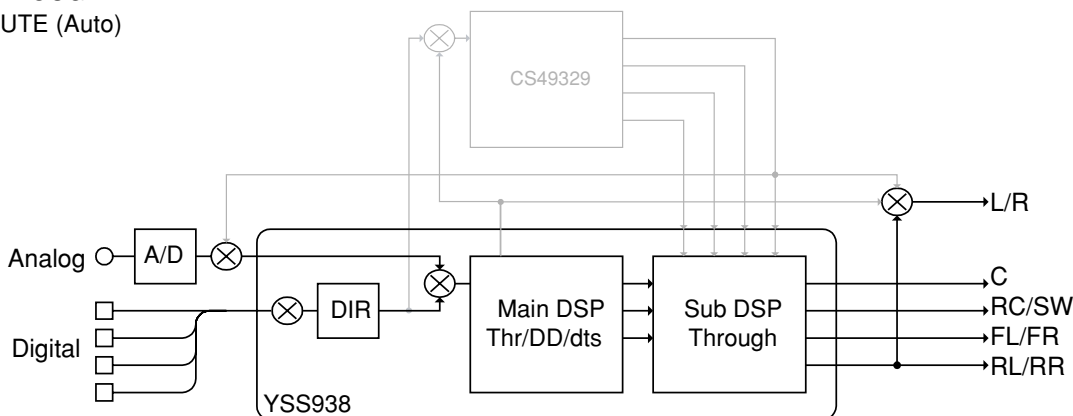 UTE (Auto)
CS49329
L/R
Analog
A/D
C
DIR
Main DSP
Thr/DD/dts
Sub DSP
Through
RC/SW
FL/FR
Digital
RL/RR
YSS938